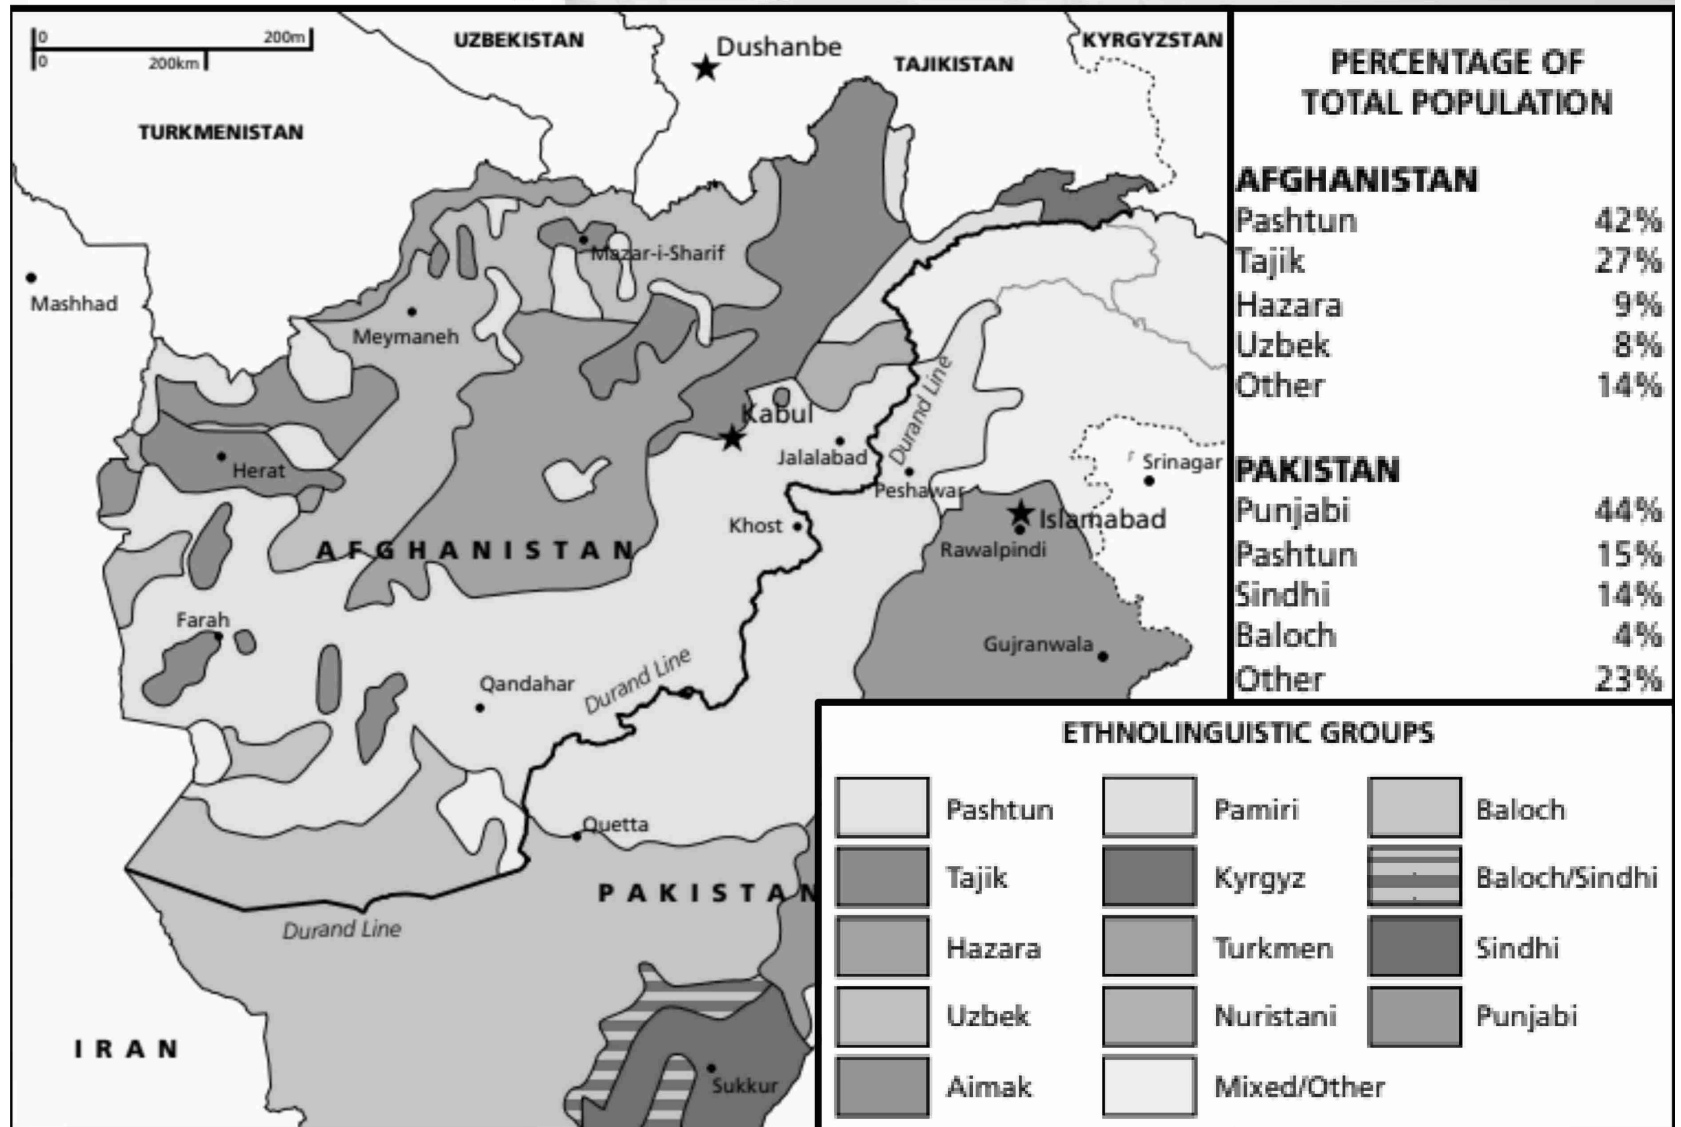 0 200m
0 200km
UZBEKISTAN
Dushanbe
TAJIKISTAN
KYRGYZSTAN
TURKMENISTAN
Mashhad
Mazar-i-Sharif
Meymaneh
Herat
Kabul
Jalalabad
Durand Line
Peshawar
Srinagar
Khost
Islamabad
Rawalpindi
AFGHANISTAN
Farah
Gujranwala
Qandahar
Durand Line
Quetta
PAKISTAN
Durand Line
IRAN
Sukkur
PERCENTAGE OF
TOTAL POPULATION
AFGHANISTAN
Pashtun 42%
Tajik 27%
Hazara 9%
Uzbek 8%
Other 14%
PAKISTAN
Punjabi 44%
Pashtun 15%
Sindhi 14%
Baloch 4%
Other 23%
ETHNOLINGUISTIC GROUPS
Pashtun Pamiri Baloch
Tajik Kyrgyz Baloch/Sindhi
Hazara Turkmen Sindhi
Uzbek Nuristani Punjabi
Aimak Mixed/Other